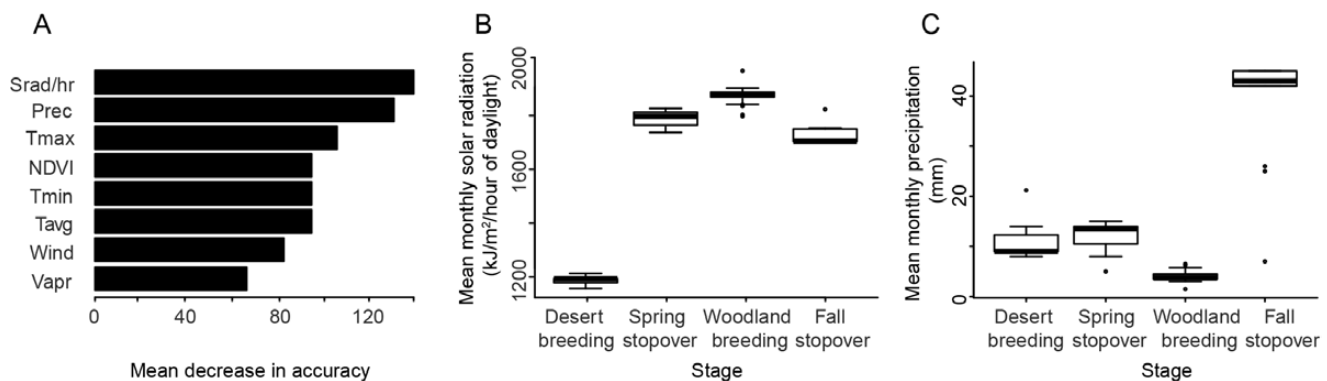 A
Srad/hr
Prec
Tmax
NDVI
Tmin
Tavg
Wind
Vapr
0
40
80
120
Mean decrease in accuracy
B
Mean monthly solar radiation
(kJ/m²/hour of daylight)
2000
1600
1200
Desert breeding
Spring stopover
Woodland breeding
Fall stopover
Stage
C
Mean monthly precipitation
(mm)
40
20
0
Desert breeding
Spring stopover
Woodland breeding
Fall stopover
Stage